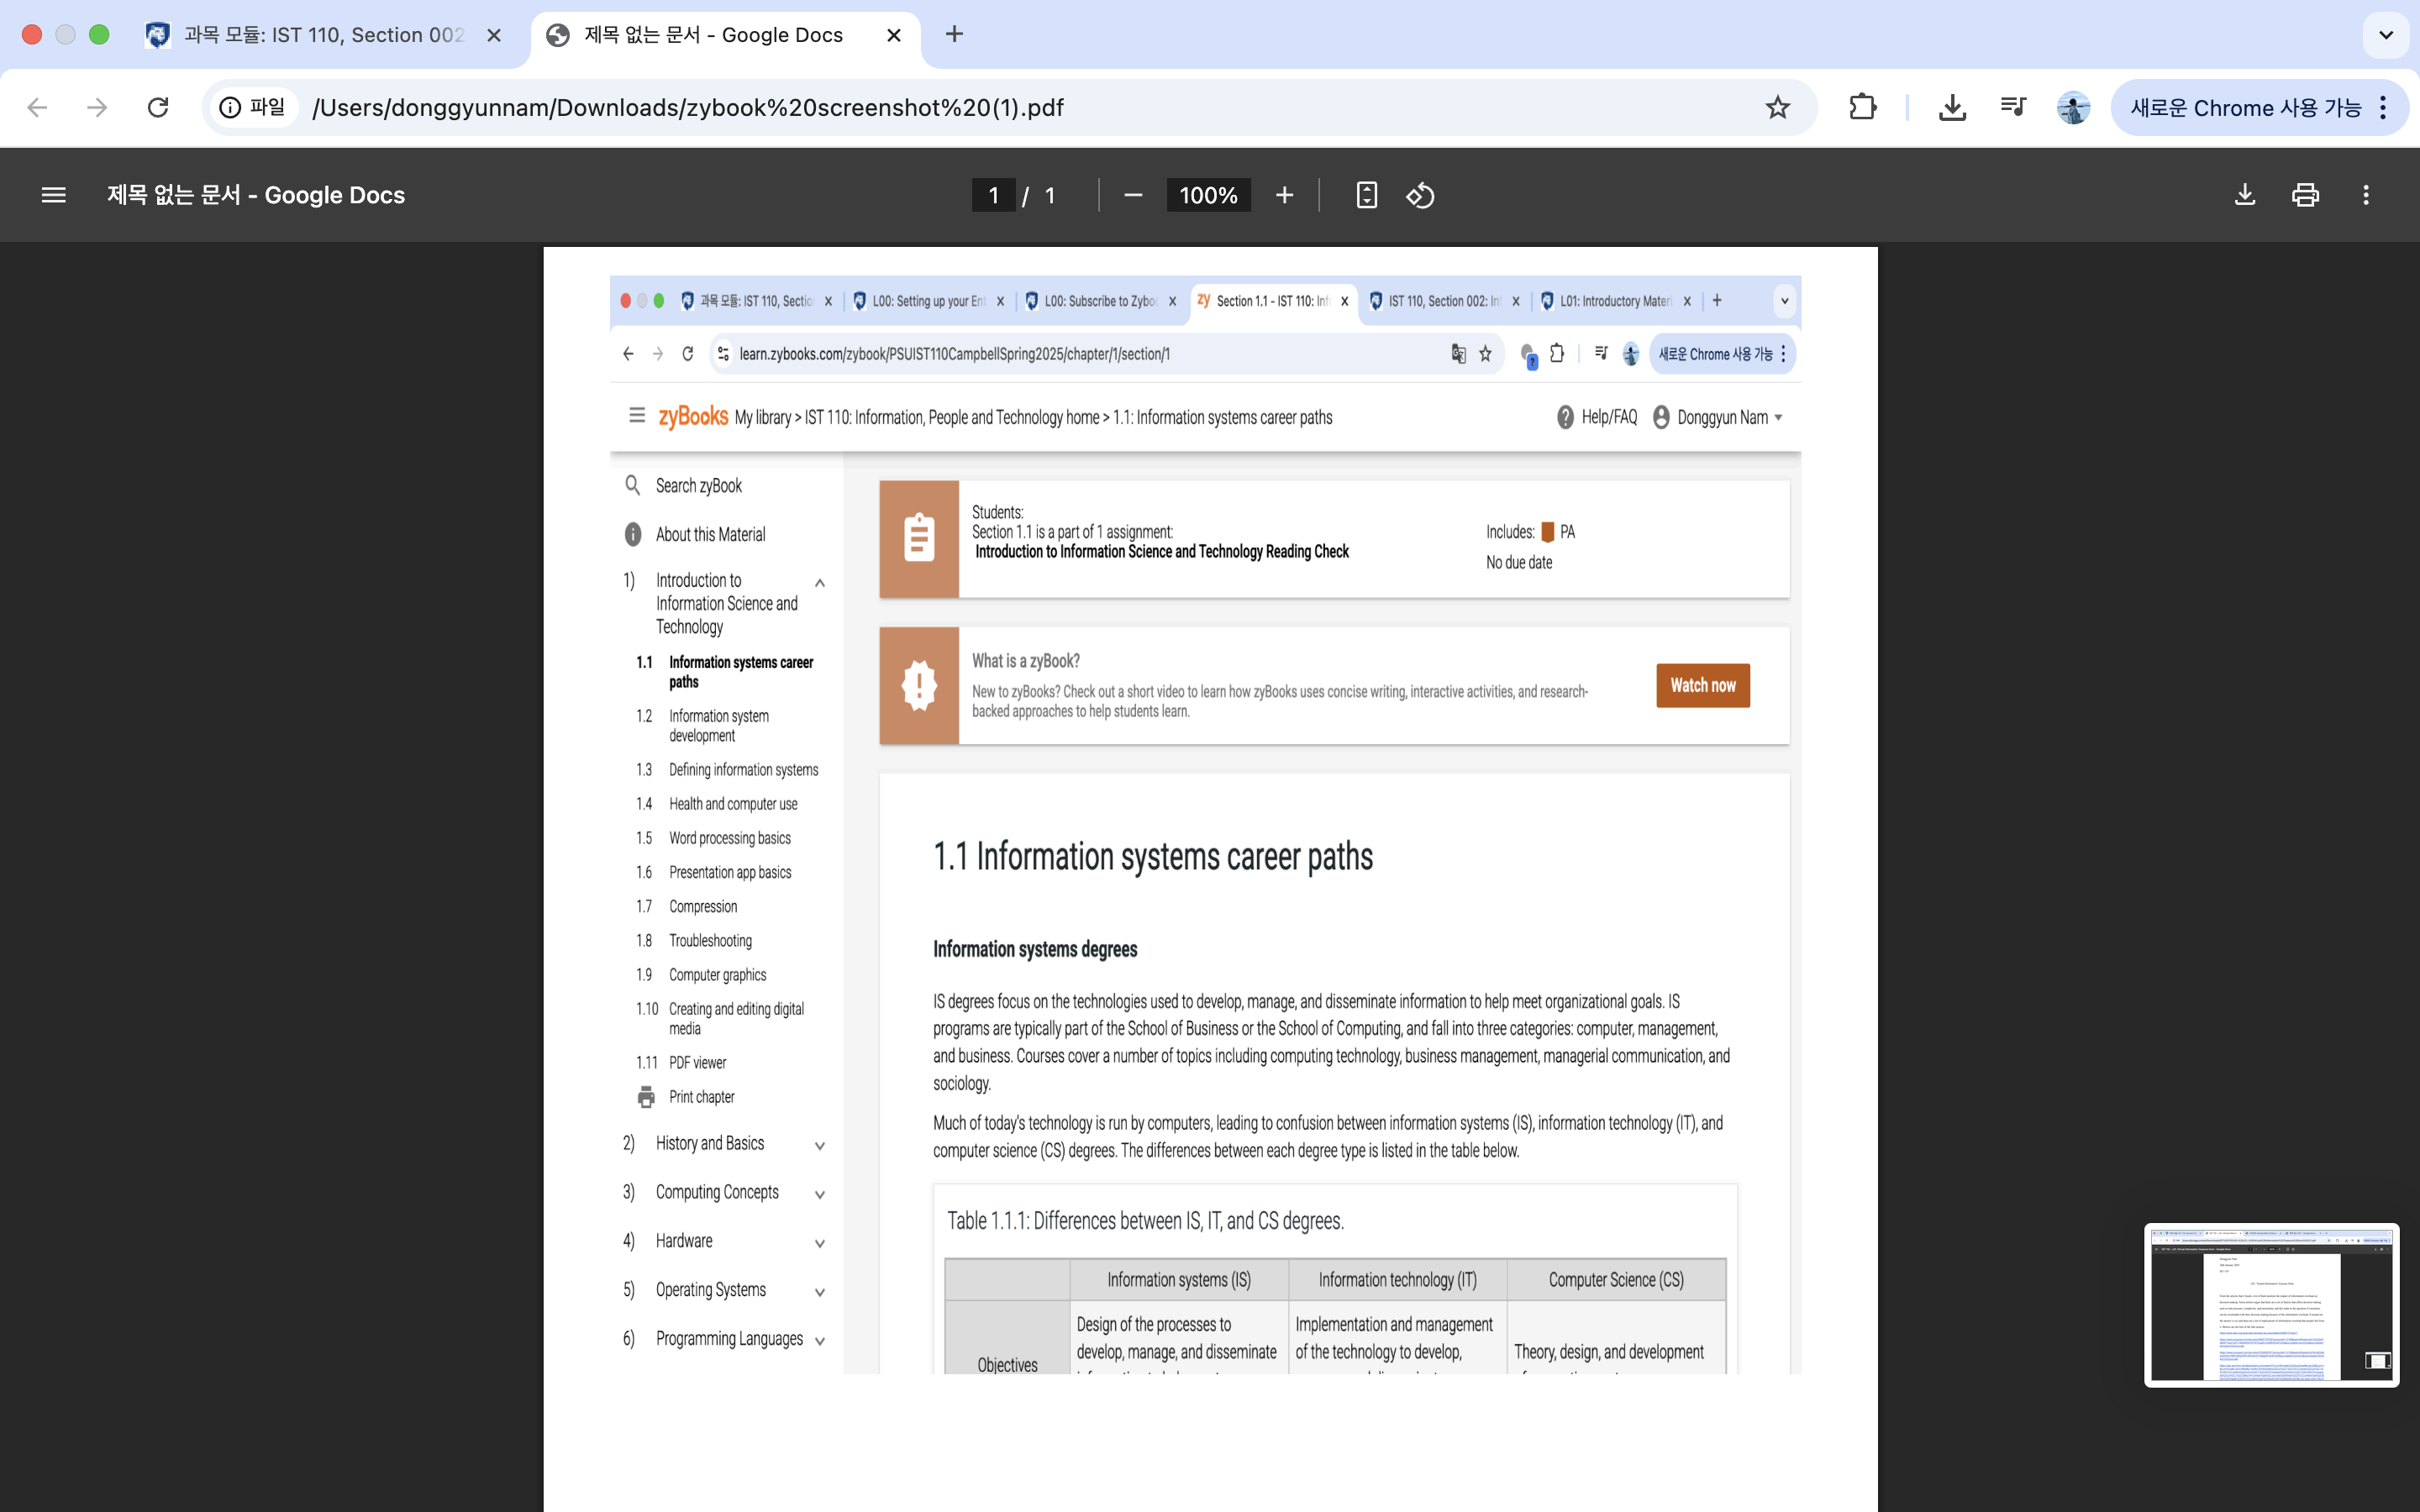 과목 모듈: IST 110, Section 002
제목 없는 문서 - Google Docs
파일
/Users/donggyunnam/Downloads/zybook%20screenshot%20(1).pdf
새로운 Chrome 사용 가능
제목 없는 문서 - Google Docs
1 / 1
100%
과목 모듈: IST 110, Sectio
L00: Setting up your Ent
L00: Subscribe to Zyboo
zy Section 1.1 - IST 110: Inf
IST 110, Section 002: In
L01: Introductory Materi
learn.zybooks.com/zybook/PSUIST110CampbellSpring2025/chapter/1/section/1
새로운 Chrome 사용 가능
zyBooks My library > IST 110: Information, People and Technology home > 1.1: Information systems career paths
Help/FAQ
Donggyun Nam
Search zyBook
About this Material
1) Introduction to
Information Science and
Technology
1.1 Information systems career
paths
1.2 Information system
development
1.3 Defining information systems
1.4 Health and computer use
1.5 Word processing basics
1.6 Presentation app basics
1.7 Compression
1.8 Troubleshooting
1.9 Computer graphics
1.10 Creating and editing digital
media
1.11 PDF viewer
Print chapter
2) History and Basics
3) Computing Concepts
4) Hardware
5) Operating Systems
6) Programming Languages
Students:
Section 1.1 is a part of 1 assignment:
Introduction to Information Science and Technology Reading Check
Includes: PA
No due date
What is a zyBook?
New to zyBooks? Check out a short video to learn how zyBooks uses concise writing, interactive activities, and research-
backed approaches to help students learn.
Watch now
1.1 Information systems career paths
Information systems degrees
IS degrees focus on the technologies used to develop, manage, and disseminate information to help meet organizational goals. IS
programs are typically part of the School of Business or the School of Computing, and fall into three categories: computer, management,
and business. Courses cover a number of topics including computing technology, business management, managerial communication, and
sociology.
Much of today's technology is run by computers, leading to confusion between information systems (IS), information technology (IT), and
computer science (CS) degrees. The differences between each degree type is listed in the table below.
Table 1.1.1: Differences between IS, IT, and CS degrees.
Information systems (IS)
Information technology (IT)
Computer Science (CS)
Objectives
Design of the processes to
develop, manage, and disseminate
Implementation and management
of the technology to develop,
Theory, design, and development